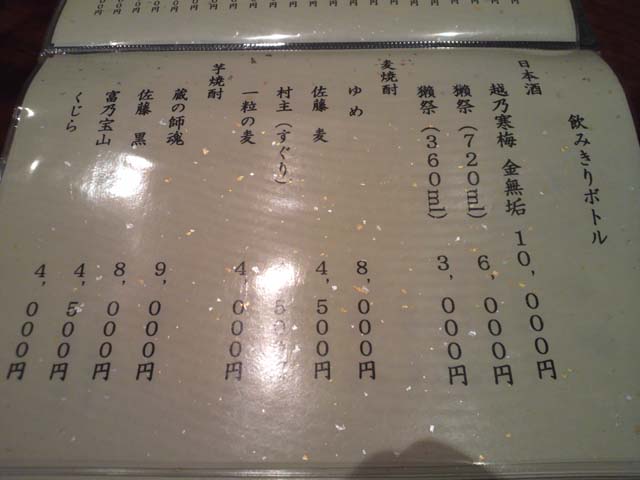 飲みきりボトル
日本酒
越乃寒梅 金無垢 10,000円
獺祭(720ml) 6,000円
獺祭(360ml) 3,000円
麦焼酎
ゆめ 8,000円
佐藤 麦 4,500円
村主(すぐり)
一粒の麦 4,000円
芋焼酎
蔵の師魂 9,000円
佐藤 黒 8,000円
富乃宝山 4,500円
くじら 4,000円